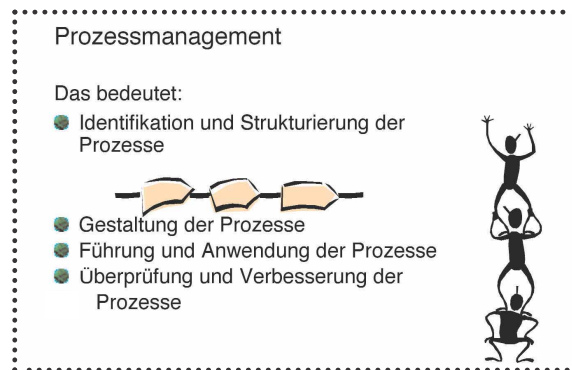 Prozessmanagement
Das bedeutet:
Identifikation und Strukturierung der
Prozesse
Gestaltung der Prozesse
Führung und Anwendung der Prozesse
Überprüfung und Verbesserung der
Prozesse